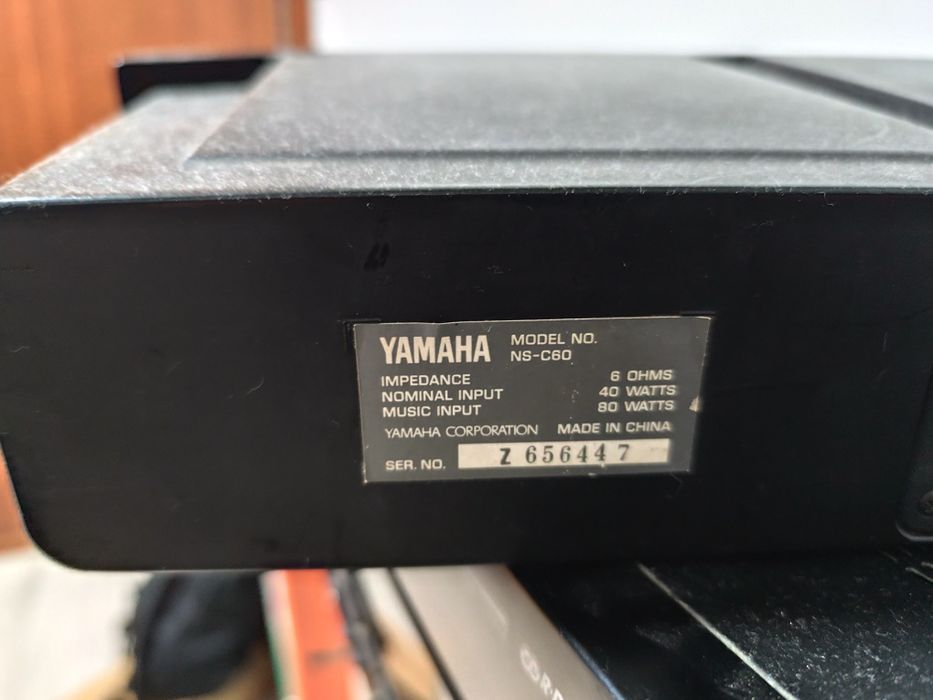 YAMAHA MODEL NO. NS-C60
IMPEDANCE 6 OHMS
NOMINAL INPUT 40 WATTS
MUSIC INPUT 80 WATTS
YAMAHA CORPORATION MADE IN CHINA
SER. NO. Z 656447